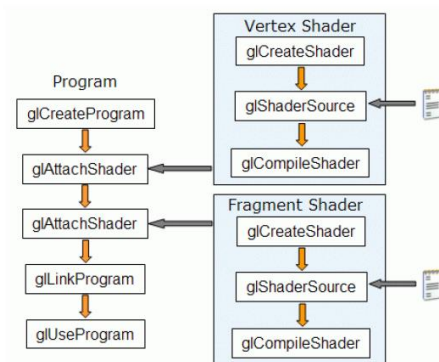 Program
glCreateProgram
glAttachShader
glAttachShader
glLinkProgram
glUseProgram
Vertex Shader
glCreateShader
glShaderSource
glCompileShader
Fragment Shader
glCreateShader
glShaderSource
glCompileShader